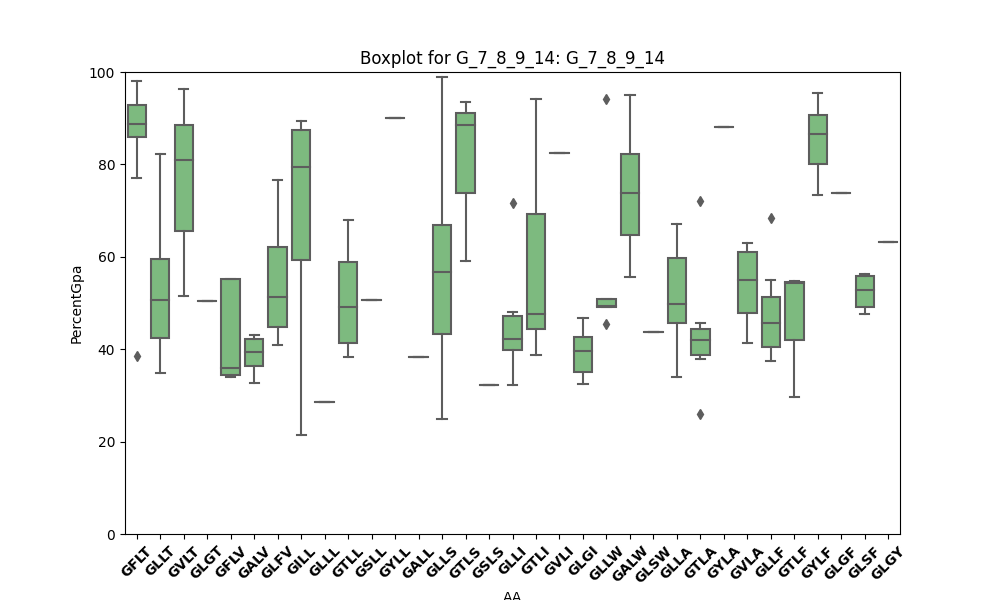 Boxplot for G_7_8_9_14: G_7_8_9_14
PercentGpa
100
80
60
40
20
0
GFLT GLLT GVLT GLGT GFLV GALV GLFV GILL GLLL GTLL GSLL GYLL GALL GLLS GTLS GSLS GLLI GTLI GVLI GLGI GLLW GALW GLSW GLLA GTLA GYLA GVLA GLLF GTLF GYLF GLGF GLSF GLGY
AA